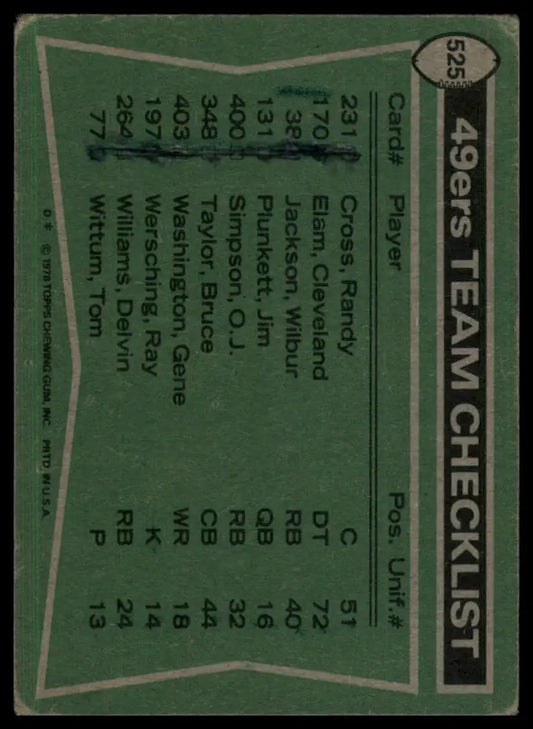 525
49ers TEAM CHECKLIST
Card# Player Pos. Unif.#
231 Cross, Randy C 51
170 Elam, Cleveland DT 72
38 Jackson, Wilbur RB 40
131 Plunkett, Jim QB 16
400 Simpson, O.J. RB 32
348 Taylor, Bruce CB 44
403 Washington, Gene WR 18
197 Wersching, Ray K 14
264 Williams, Delvin RB 24
77 Wittum, Tom P 13
D * © 1978 TOPPS CHEWING GUM, INC. PRTD. IN U.S.A.